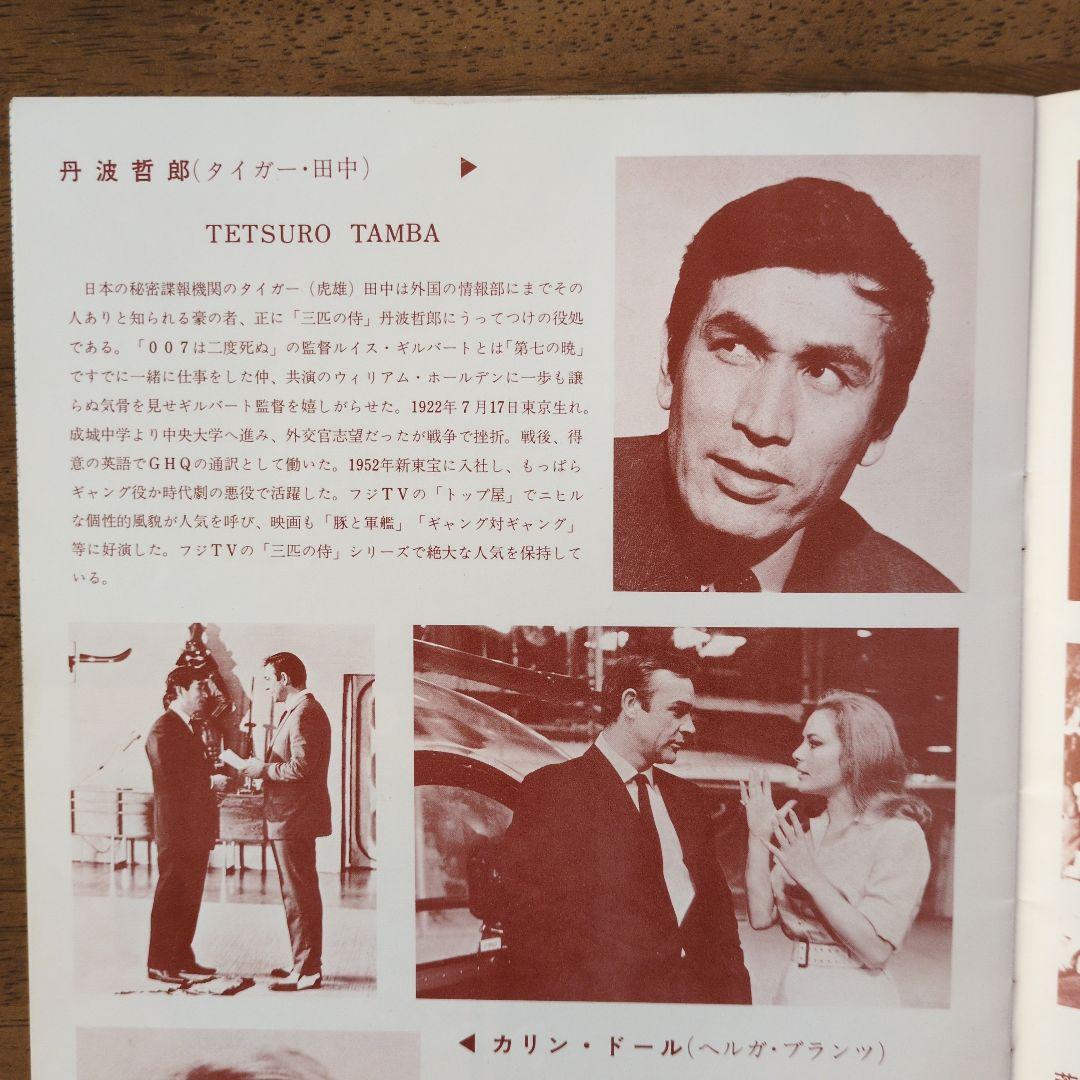 丹波哲郎(タイガー・田中) ▶
TETSURO TAMBA
日本の秘密諜報機関のタイガー(虎雄)田中は外国の情報部にまでその
人ありと知られる豪の者、正に「三匹の侍」丹波哲郎にうってつけの役処
である。「007は二度死ぬ」の監督ルイス・ギルバートとは「第七の暁」
ですでに一緒に仕事をした仲、共演のウィリアム・ホールデンに一歩も譲
らぬ気骨を見せギルバート監督を嬉しがらせた。1922年7月17日東京生れ。
成城中学より中央大学へ進み、外交官志望だったが戦争で挫折。戦後、得
意の英語でGHQの通訳として働いた。1952年新東宝に入社し、もっぱら
ギャング役か時代劇の悪役で活躍した。フジTVの「トップ屋」でニヒル
な個性的風貌が人気を呼び、映画も「豚と軍艦」「ギャング対ギャング」
等に好演した。フジTVの「三匹の侍」シリーズで絶大な人気を保持して
いる。
◀ カリン・ドール(ヘルガ・ブランツ)